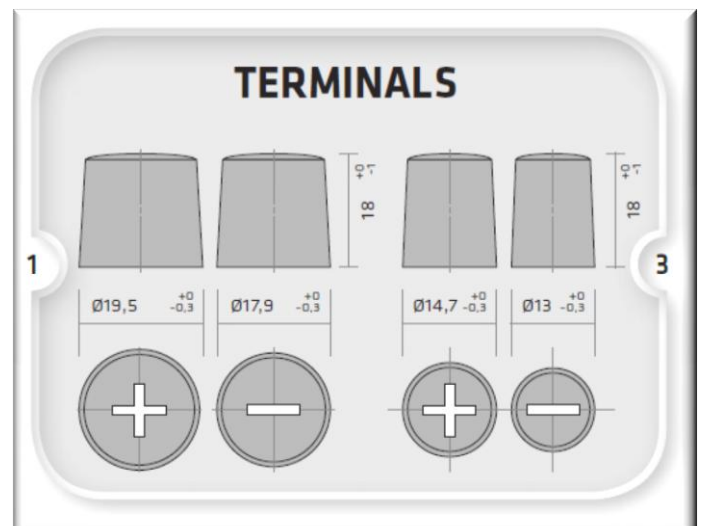 TERMINALS
18 +0 -1
18 +0 -1
1
3
Ø19,5 +0 -0,3
Ø17,9 +0 -0,3
Ø14,7 +0 -0,3
Ø13 +0 -0,3